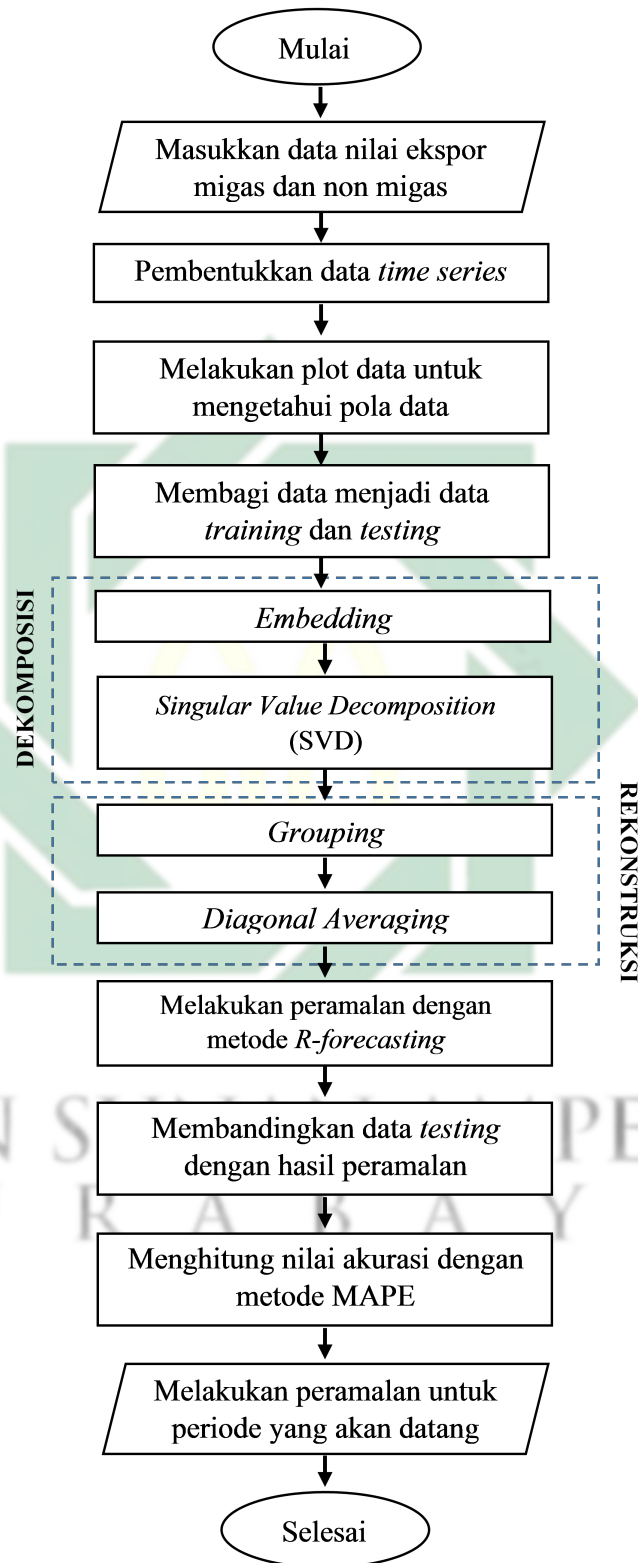 Mulai
Masukkan data nilai ekspor
migas dan non migas
Pembentukkan data time series
Melakukan plot data untuk
mengetahui pola data
Membagi data menjadi data
training dan testing
DEKOMPOSISI
Embedding
Singular Value Decomposition
(SVD)
REKONSTRUKSI
Grouping
Diagonal Averaging
Melakukan peramalan dengan
metode R-forecasting
Membandingkan data testing
dengan hasil peramalan
Menghitung nilai akurasi dengan
metode MAPE
Melakukan peramalan untuk
periode yang akan datang
Selesai